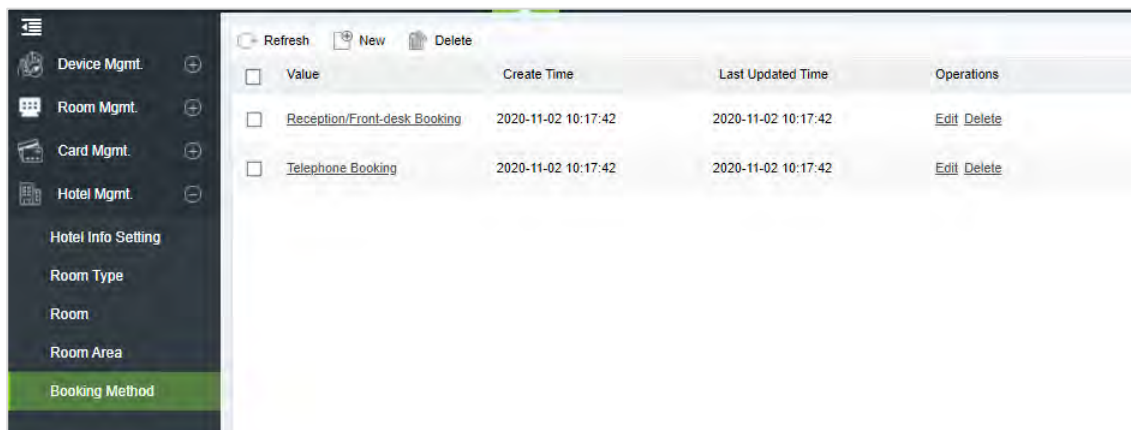 Refresh New Delete
Value Create Time Last Updated Time Operations
Reception/Front-desk Booking 2020-11-02 10:17:42 2020-11-02 10:17:42 Edit Delete
Telephone Booking 2020-11-02 10:17:42 2020-11-02 10:17:42 Edit Delete
Device Mgmt.
Room Mgmt.
Card Mgmt.
Hotel Mgmt.
Hotel Info Setting
Room Type
Room
Room Area
Booking Method